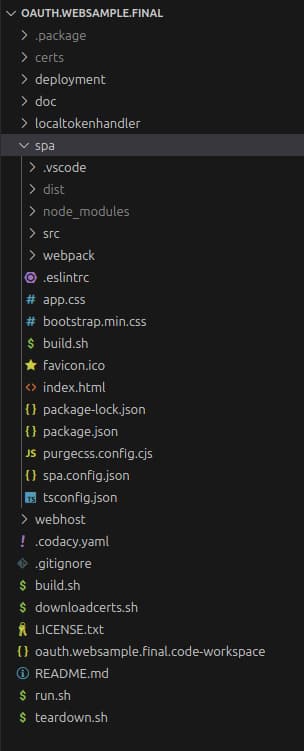 OAUTH.WEBSAMPLE.FINAL
.package
certs
deployment
doc
localtokenhandler
spa
.vscode
dist
node_modules
src
webpack
.eslintrc
app.css
bootstrap.min.css
build.sh
favicon.ico
index.html
package-lock.json
package.json
purgecss.config.cjs
spa.config.json
tsconfig.json
webhost
.codacy.yaml
.gitignore
build.sh
downloadcerts.sh
LICENSE.txt
oauth.websample.final.code-workspace
README.md
run.sh
teardown.sh